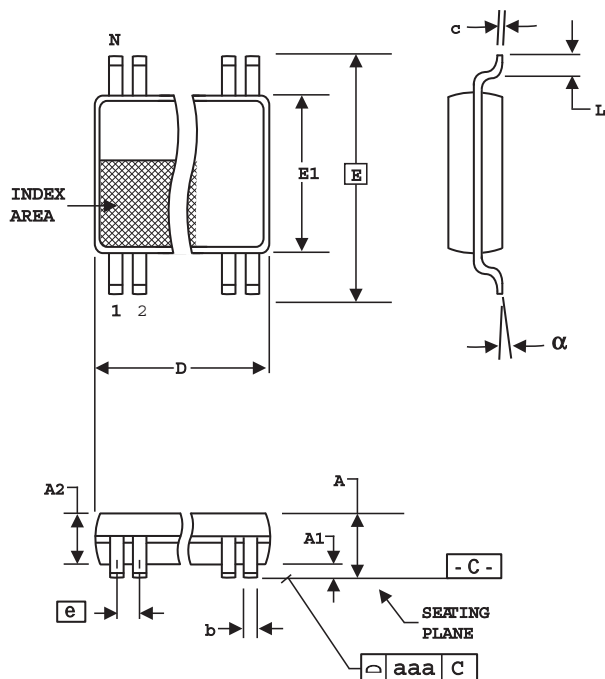 N
c
L
E1
E
INDEX
AREA
1 2
α
D
A2
A
A1
- C -
e
b
SEATING
PLANE
D aaa C